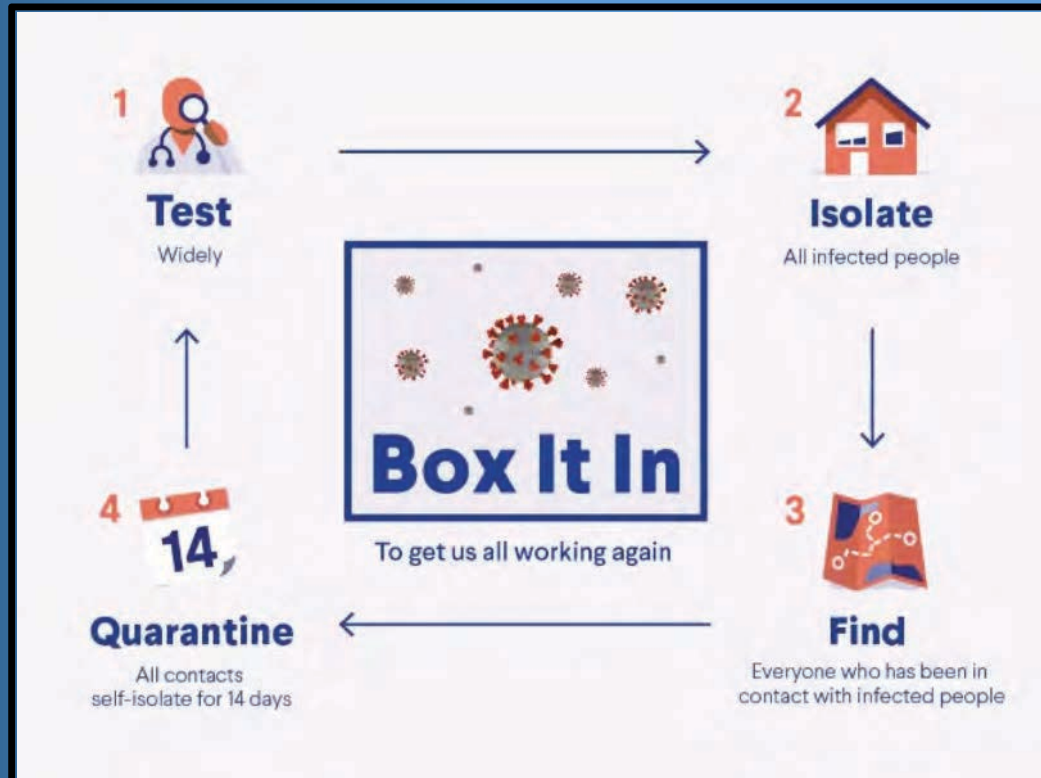 1
Test
Widely
2
Isolate
All infected people
Box It In
To get us all working again
3
Find
Everyone who has been in
contact with infected people
4
14
Quarantine
All contacts
self-isolate for 14 days